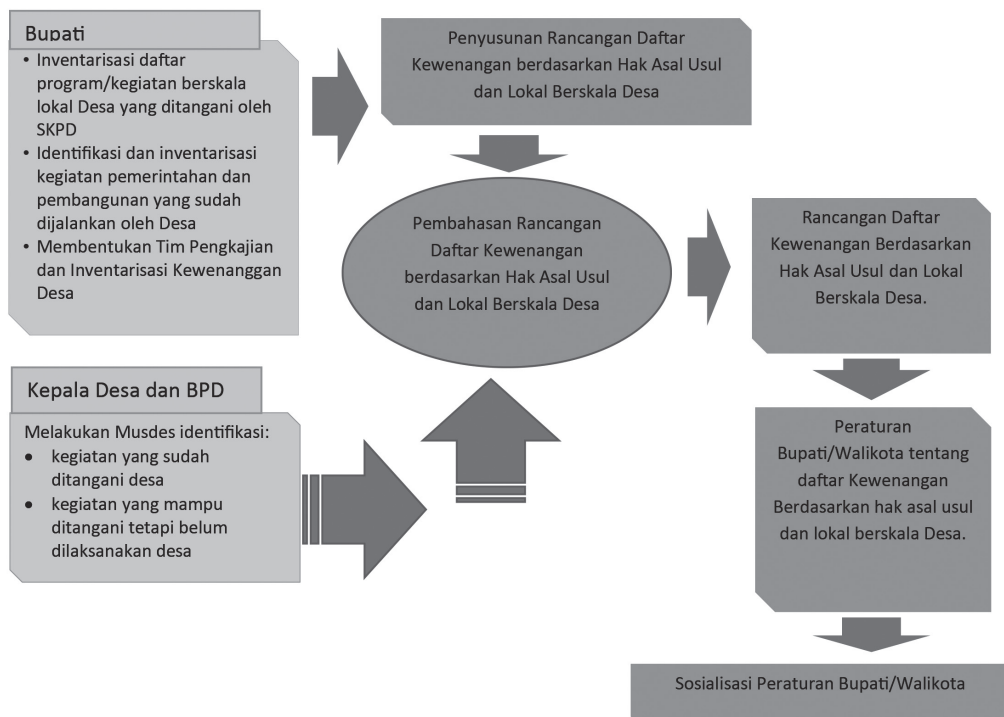 Bupati
• Inventarisasi daftar
program/kegiatan berskala
lokal Desa yang ditangani oleh
SKPD
• Identifikasi dan inventarisasi
kegiatan pemerintahan dan
pembangunan yang sudah
dijalankan oleh Desa
• Membentukan Tim Pengkajian
dan Inventarisasi Kewenanggan
Desa
Penyusunan Rancangan Daftar
Kewenangan berdasarkan Hak Asal Usul
dan Lokal Berskala Desa
Pembahasan Rancangan
Daftar Kewenangan
berdasarkan Hak Asal Usul
dan Lokal Berskala Desa
Rancangan Daftar
Kewenangan Berdasarkan
Hak Asal Usul dan Lokal
Berskala Desa.
Kepala Desa dan BPD
Melakukan Musdes identifikasi:
• kegiatan yang sudah
ditangani desa
• kegiatan yang mampu
ditangani tetapi belum
dilaksanakan desa
Peraturan
Bupati/Walikota tentang
daftar Kewenangan
Berdasarkan hak asal usul
dan lokal berskala Desa.
Sosialisasi Peraturan Bupati/Walikota